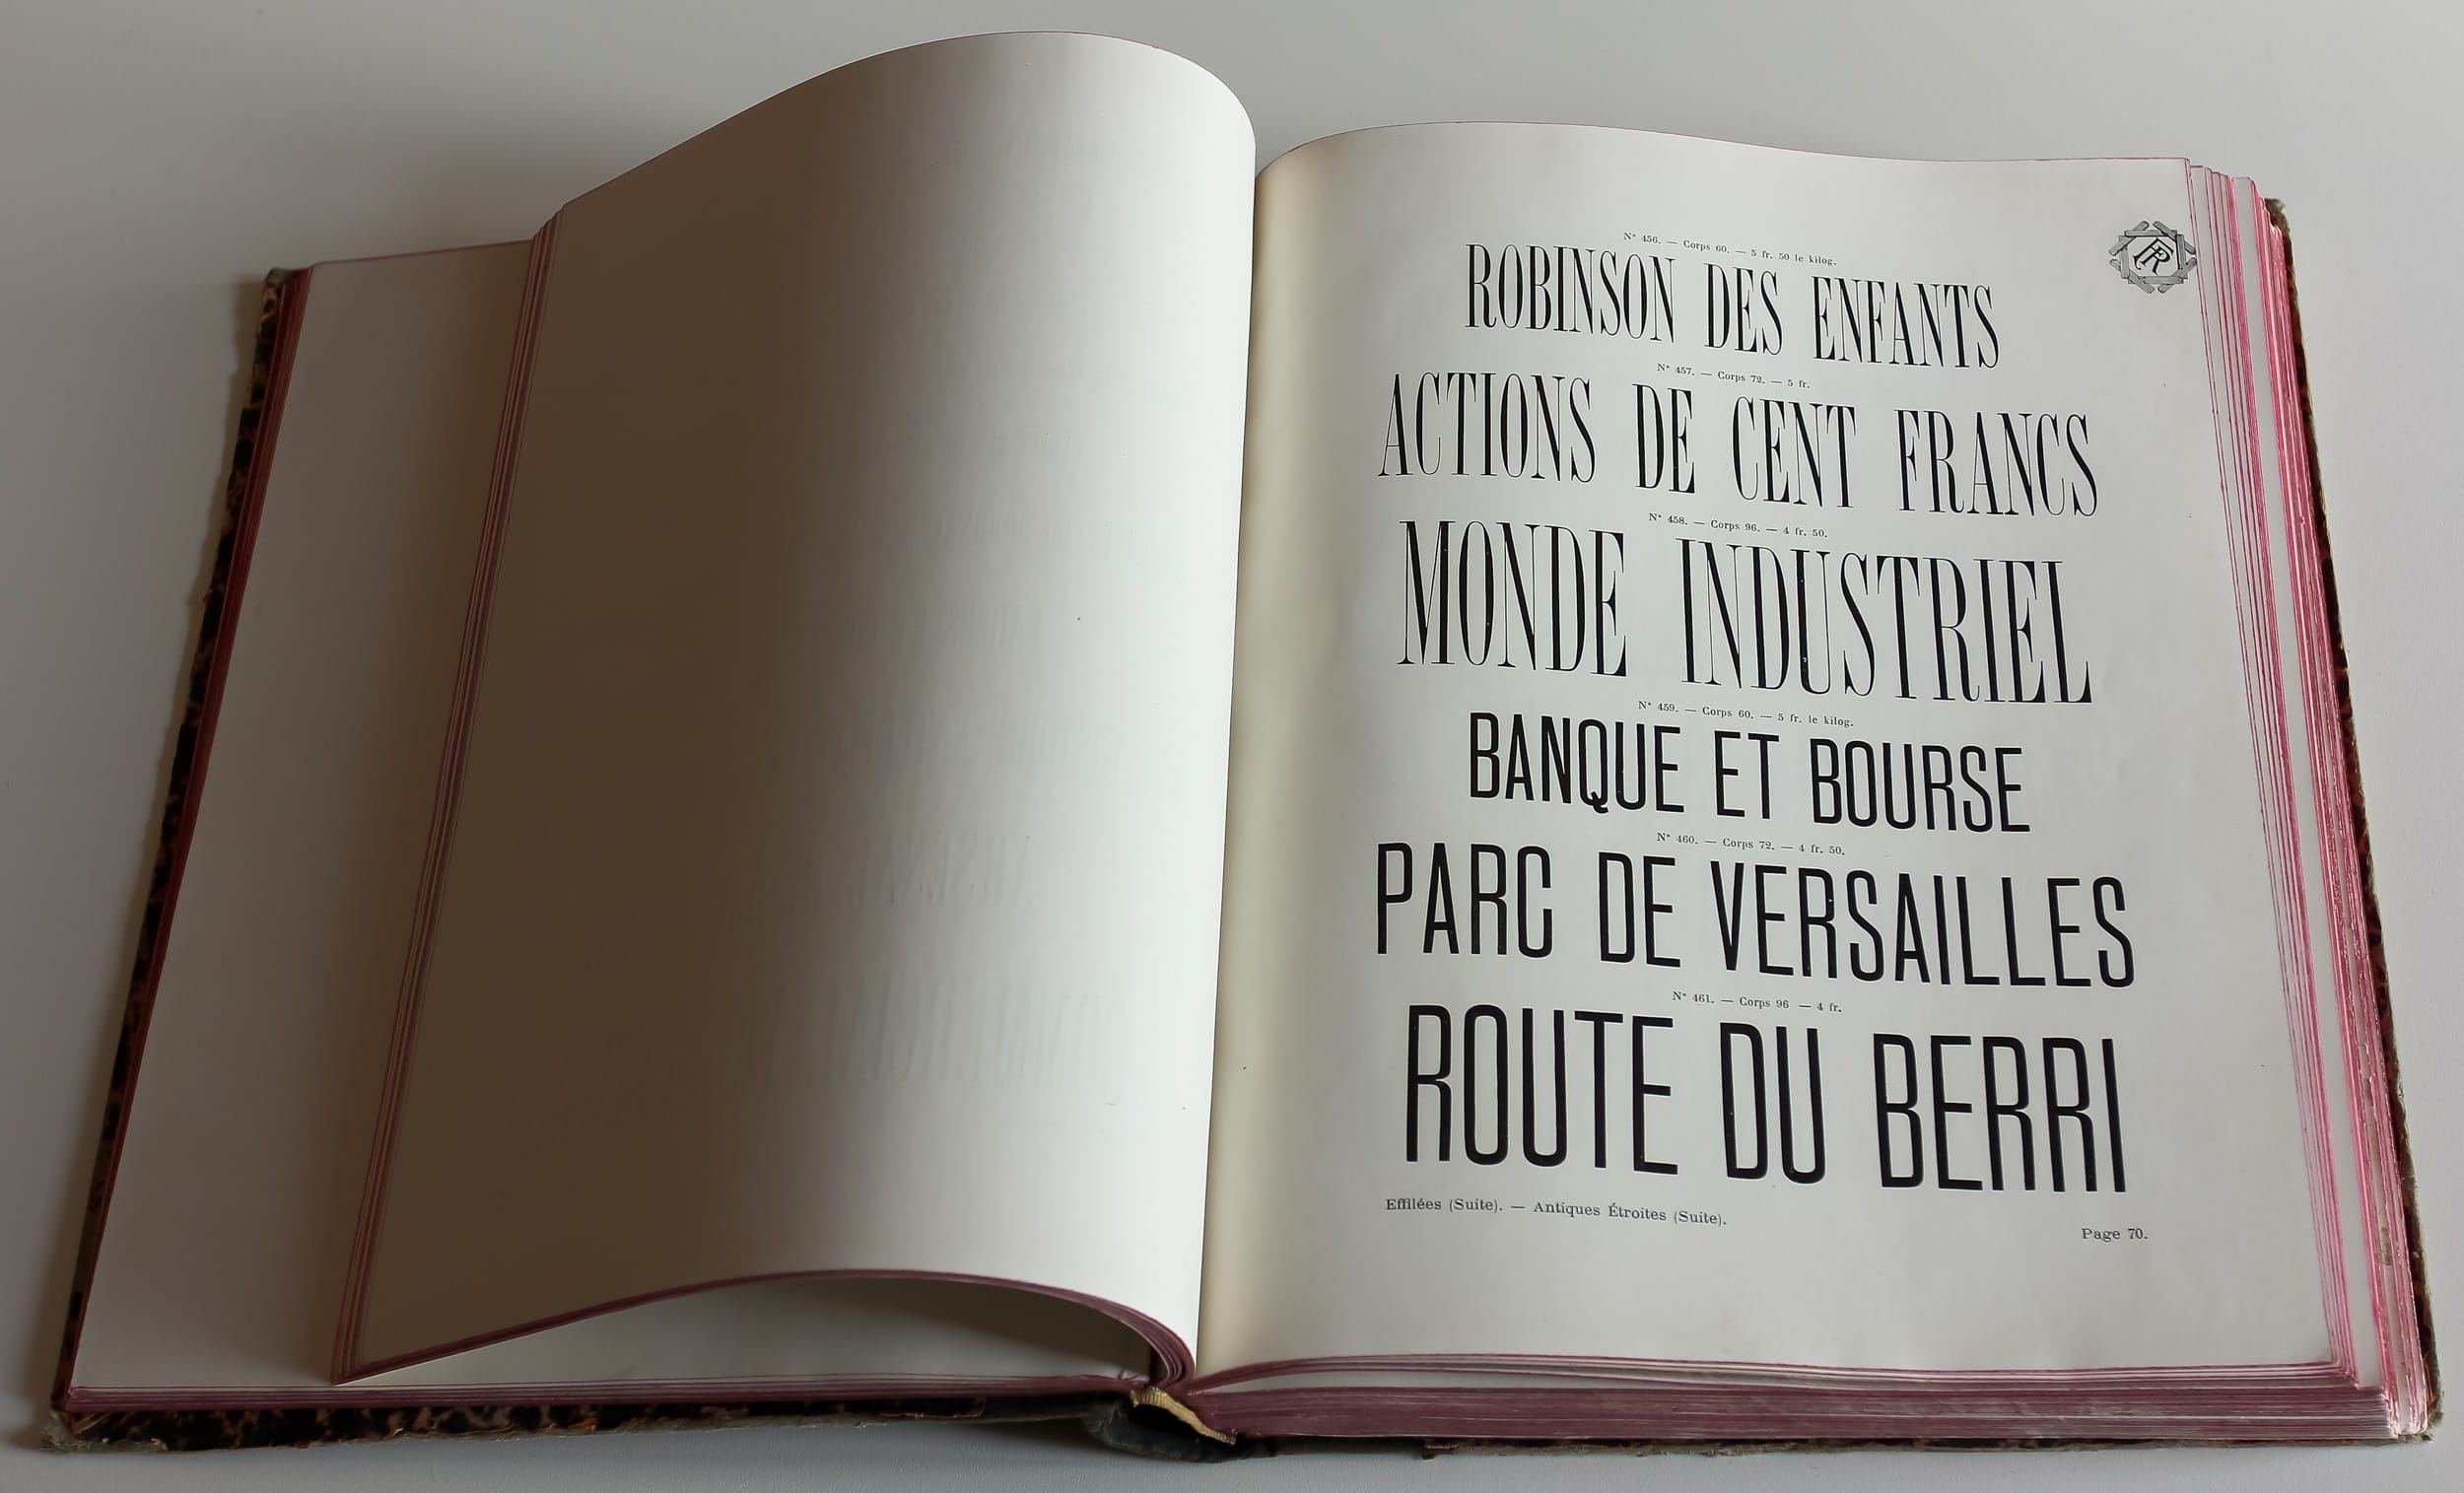 N° 456. — Corps 60. — 5 fr. 50 le kilog.
ROBINSON DES ENFANTS
N° 457. — Corps 72. — 5 fr.
ACTIONS DE CENT FRANCS
N° 458. — Corps 96. — 4 fr. 50.
MONDE INDUSTRIEL
N° 459. — Corps 60. — 5 fr. le kilog.
BANQUE ET BOURSE
N° 460. — Corps 72. — 4 fr. 50.
PARC DE VERSAILLES
N° 461. — Corps 96 — 4 fr.
ROUTE DU BERRI
Effilées (Suite). — Antiques Étroites (Suite).
Page 70.